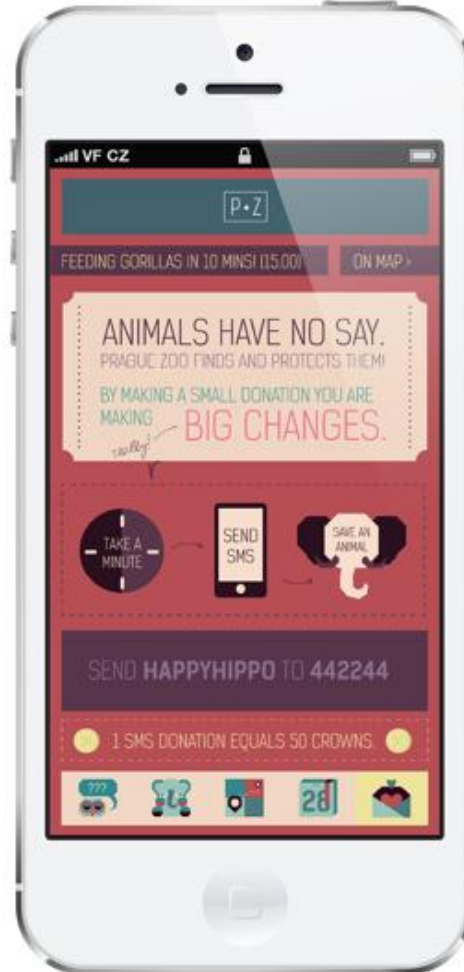 VF CZ
P•Z
FEEDING GORILLAS IN 10 MINS! (15.00) ON MAP ›
ANIMALS HAVE NO SAY.
PRAGUE ZOO FINDS AND PROTECTS THEM!
BY MAKING A SMALL DONATION YOU ARE
MAKING BIG CHANGES.
really!
TAKE A
MINUTE
SEND
SMS
SAVE AN
ANIMAL
SEND HAPPYHIPPO TO 442244
1 SMS DONATION EQUALS 50 CROWNS.
???
28